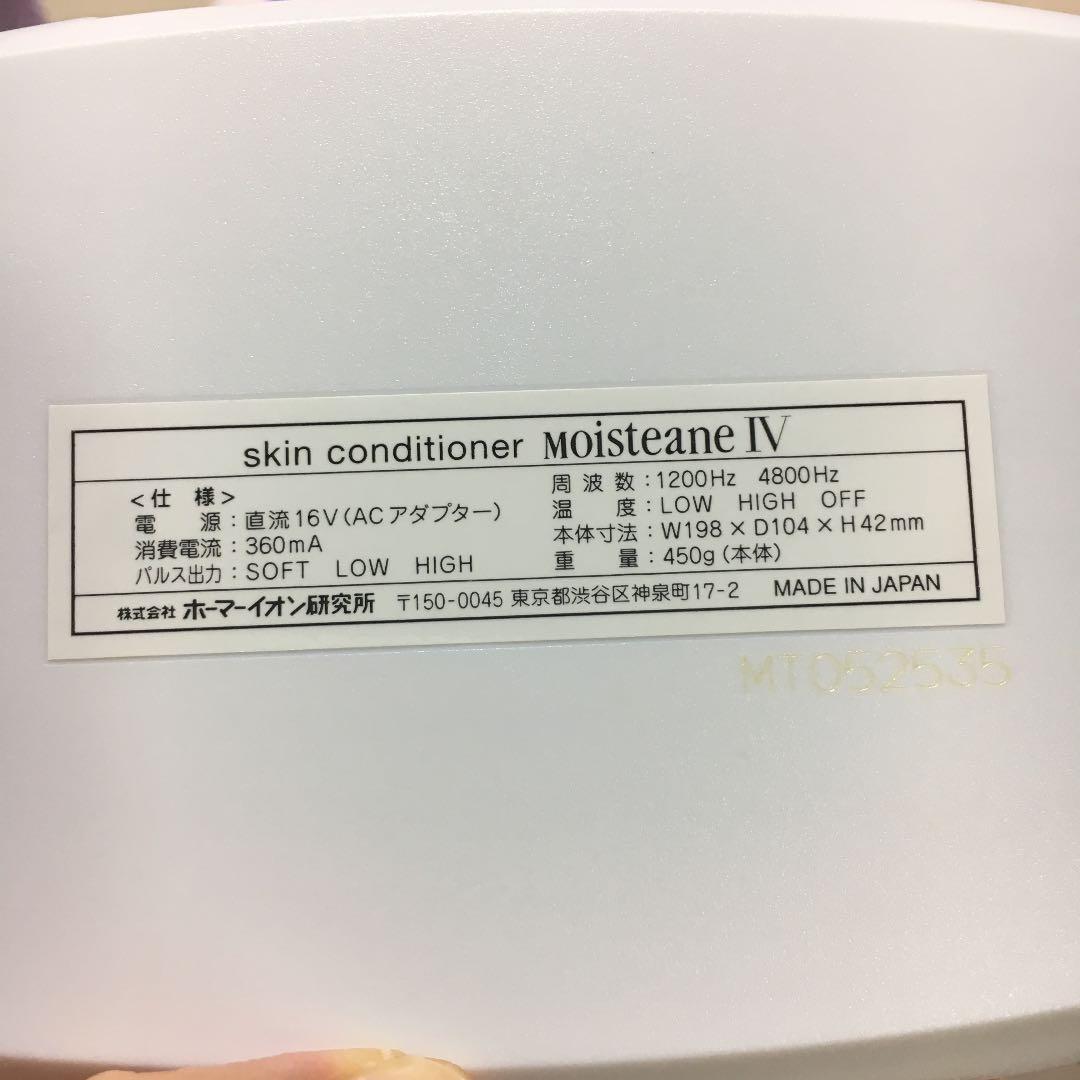 skin conditioner Moisteane IV
<仕 様>
電 源:直流16V(ACアダプター)
消費電流:360mA
パルス出力:SOFT LOW HIGH
周 波 数:1200Hz 4800Hz
温 度:LOW HIGH OFF
本体寸法:W198×D104×H42mm
重 量:450g(本体)
株式会社 ホーマーイオン研究所 〒150-0045 東京都渋谷区神泉町17-2 MADE IN JAPAN
MT052535